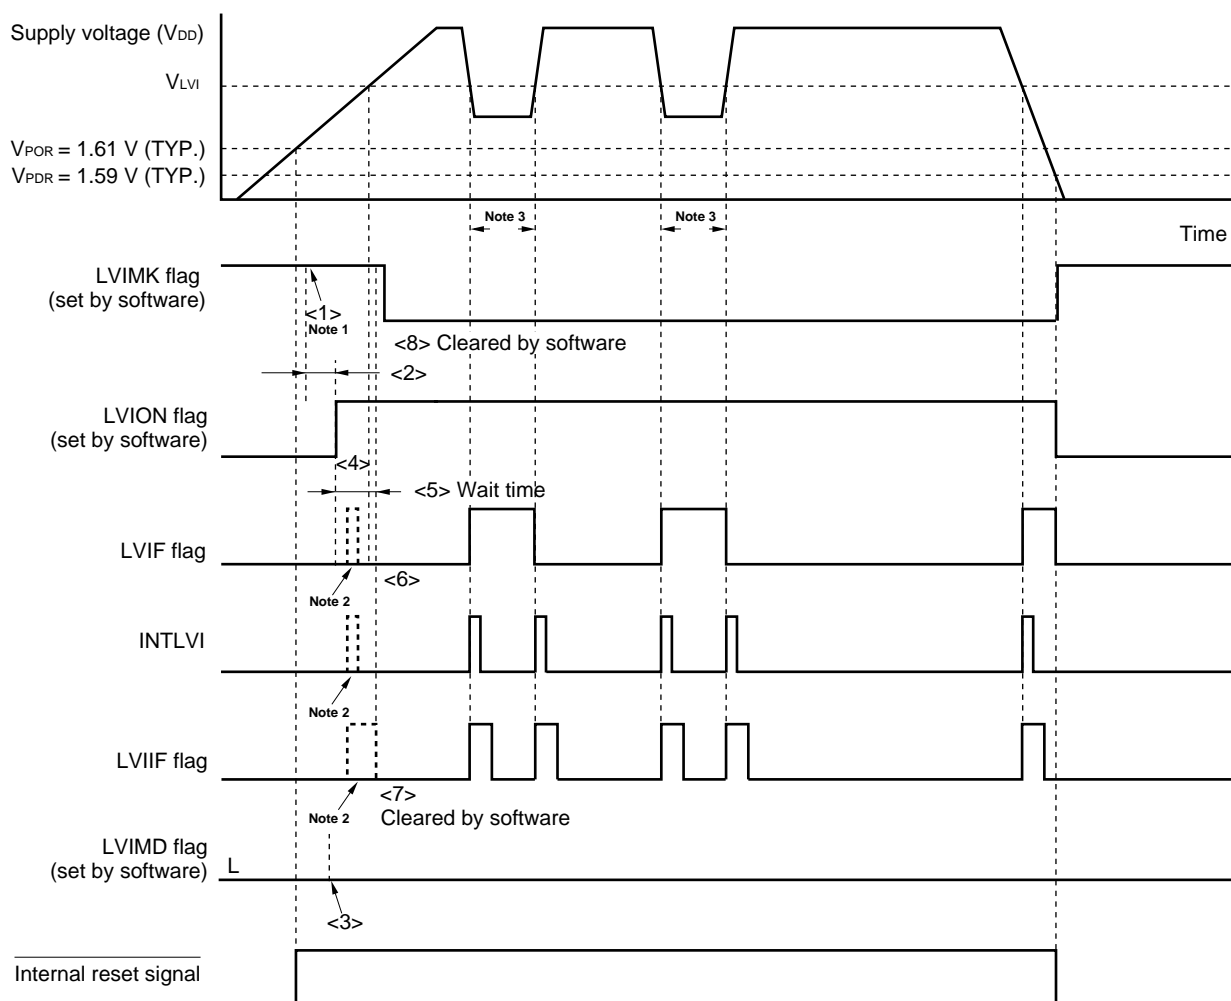 Supply voltage (VDD)
VLVI
VPOR = 1.61 V (TYP.)
VPDR = 1.59 V (TYP.)
Note 3
Note 3
Time
LVIMK flag
(set by software)
<1>
Note 1
<8> Cleared by software
<2>
LVION flag
(set by software)
<4>
<5> Wait time
LVIF flag
<6>
Note 2
INTLVI
Note 2
LVIIF flag
<7>
Note 2
Cleared by software
LVIMD flag
(set by software)
L
<3>
Internal reset signal